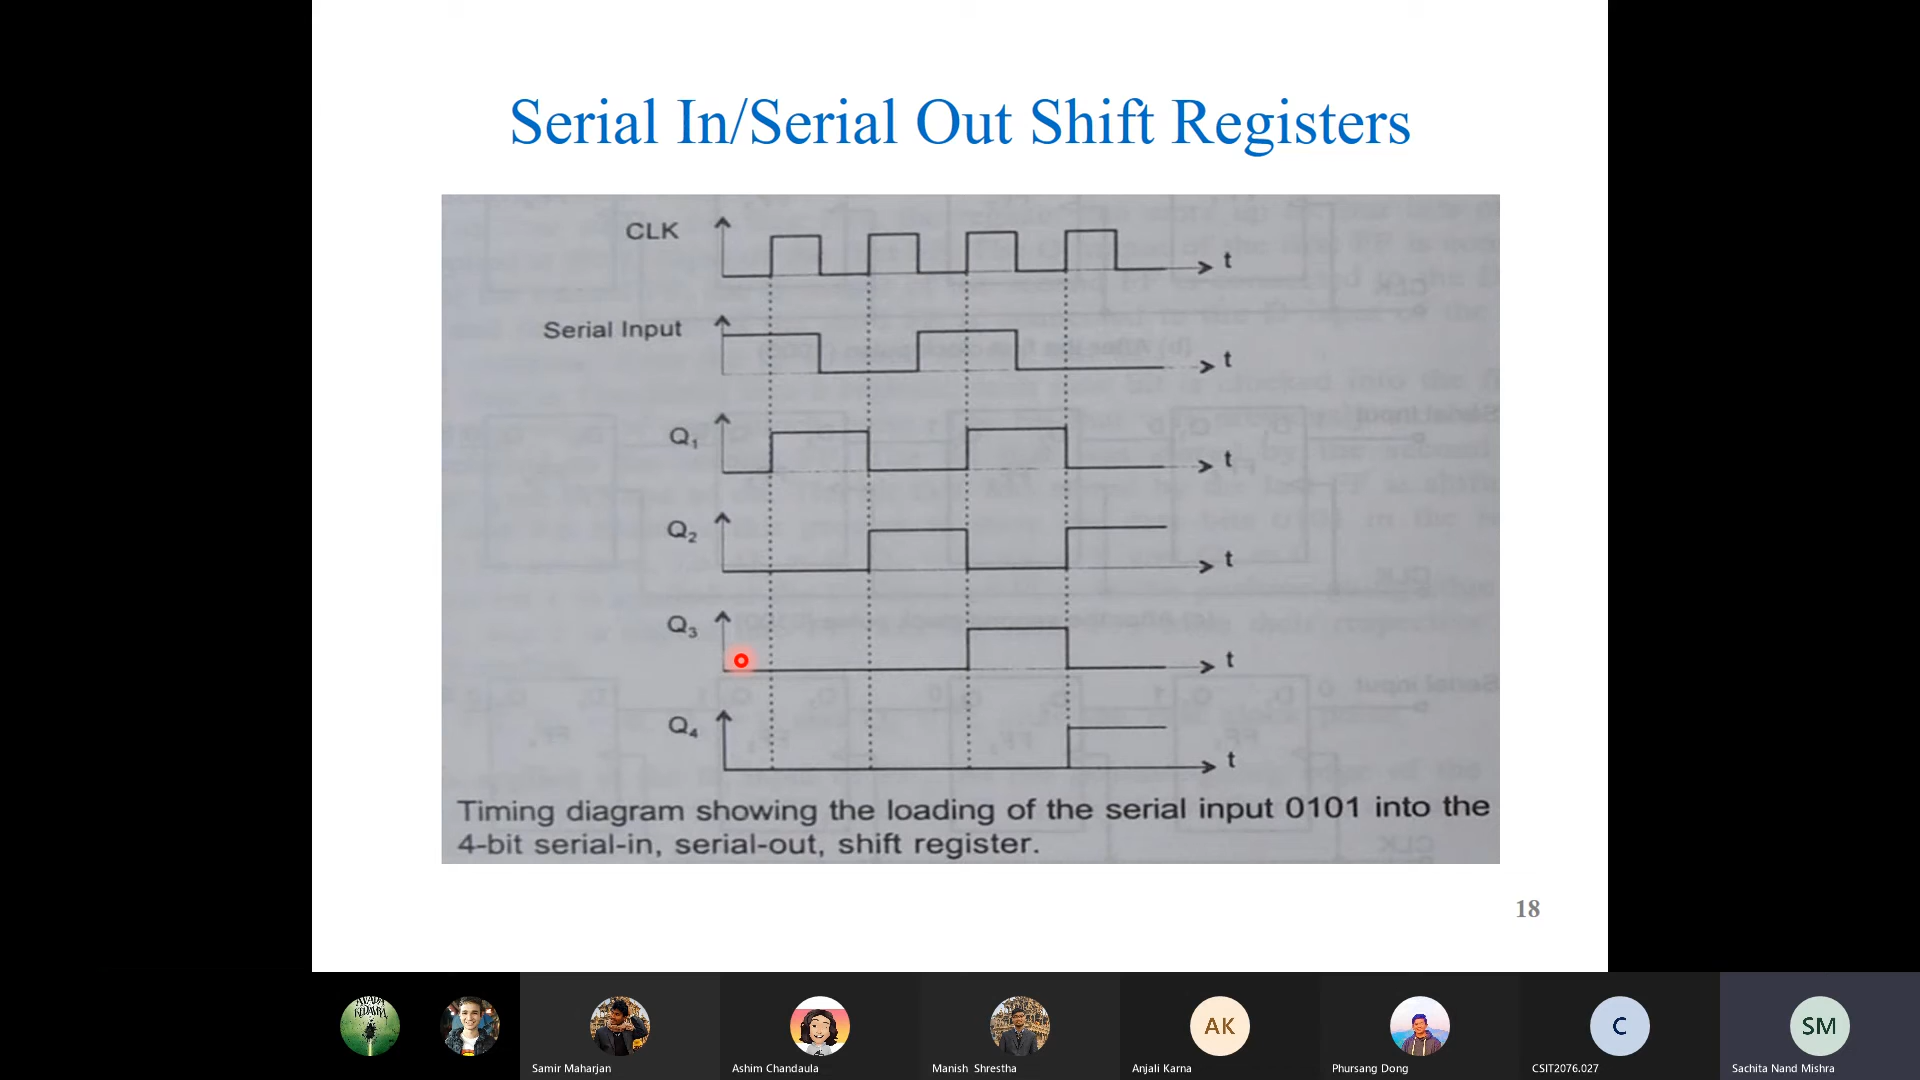 Serial In/Serial Out Shift Registers
CLK
t
Serial Input
t
Q₁
t
Q₂
t
Q₃
t
Q₄
t
Timing diagram showing the loading of the serial input 0101 into the
4-bit serial-in, serial-out, shift register.
18
AVADA
KEDAVRA
AK
C
SM
Samir Maharjan
Ashim Chandaula
Manish Shrestha
Anjali Karna
Phursang Dong
CSIT2076.027
Sachita Nand Mishra